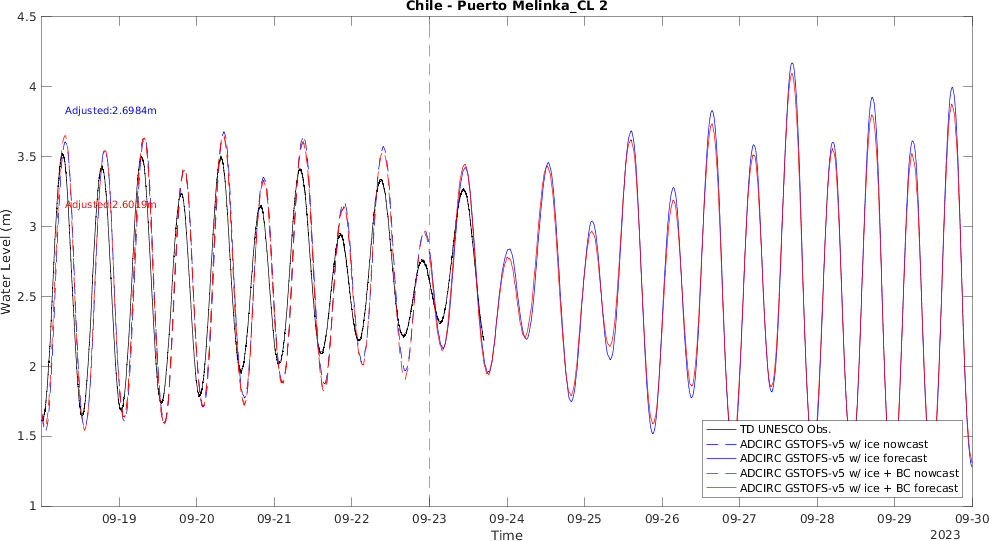 Chile - Puerto Melinka_CL 2
4.5
4
3.5
3
2.5
2
1.5
1
Water Level (m)
Adjusted:2.6984m
Adjusted:2.6019m
TD UNESCO Obs.
ADCIRC GSTOFS-v5 w/ ice nowcast
ADCIRC GSTOFS-v5 w/ ice forecast
ADCIRC GSTOFS-v5 w/ ice + BC nowcast
ADCIRC GSTOFS-v5 w/ ice + BC forecast
09-19 09-20 09-21 09-22 09-23 09-24 09-25 09-26 09-27 09-28 09-29 09-30
Time
2023